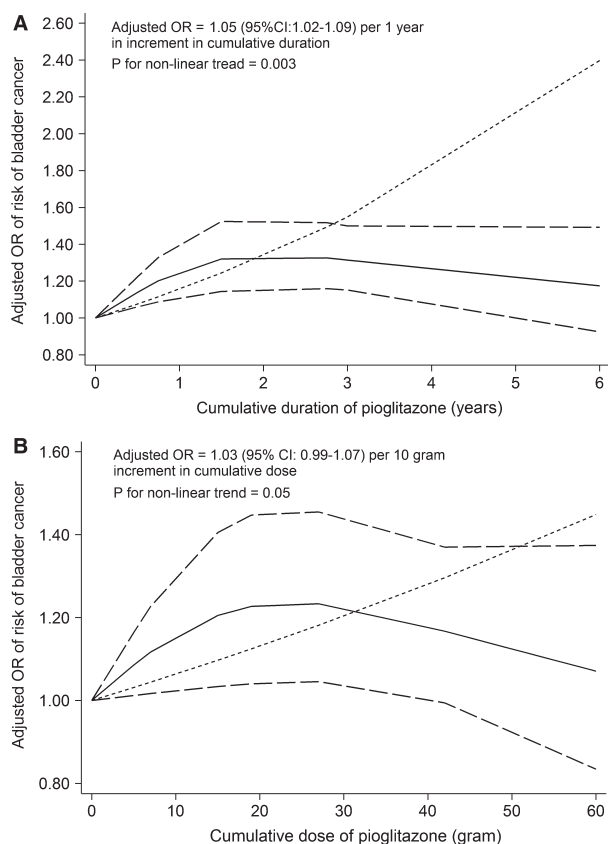 A
Adjusted OR = 1.05 (95%CI:1.02-1.09) per 1 year
in increment in cumulative duration
P for non-linear tread = 0.003
Adjusted OR of risk of bladder cancer
2.60
2.40
2.20
2.00
1.80
1.60
1.40
1.20
1.00
0.80
0 1 2 3 4 5 6
Cumulative duration of pioglitazone (years)
B
Adjusted OR = 1.03 (95% CI: 0.99-1.07) per 10 gram
increment in cumulative dose
P for non-linear trend = 0.05
Adjusted OR of risk of bladder cancer
1.60
1.40
1.20
1.00
0.80
0 10 20 30 40 50 60
Cumulative dose of pioglitazone (gram)